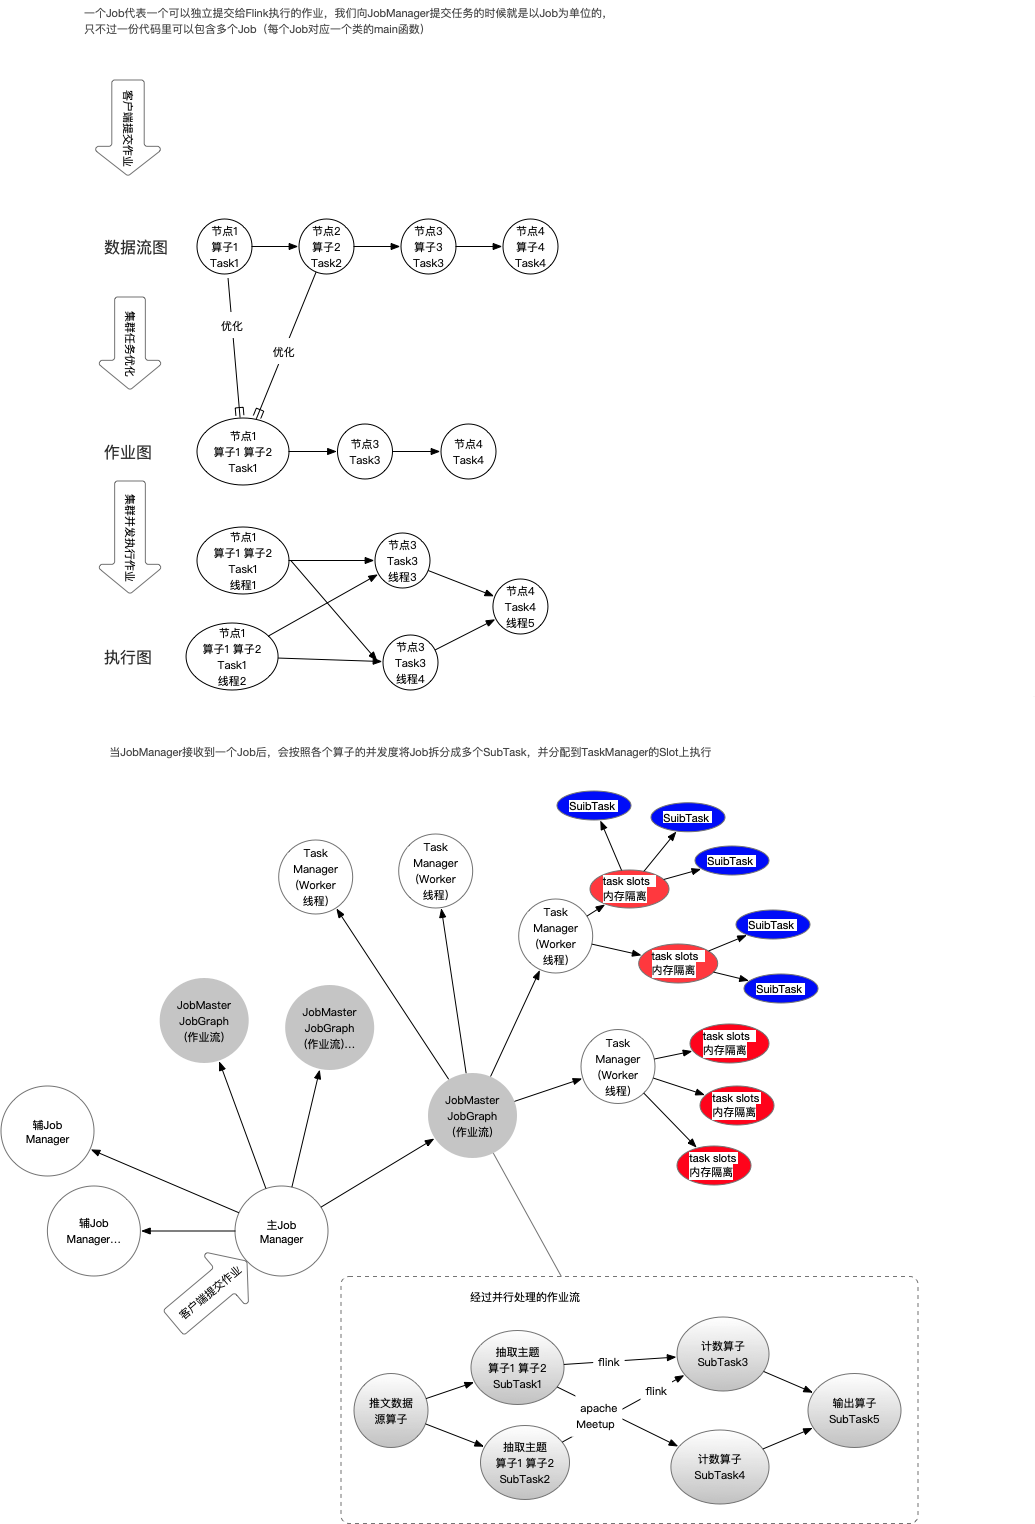 一个Job代表一个可以独立提交给Flink执行的作业，我们向JobManager提交任务的时候就是以Job为单位的，
只不过一份代码里可以包含多个Job（每个Job对应一个类的main函数）
客户端提交作业
数据流图
节点1
算子1
Task1
节点2
算子2
Task2
节点3
算子3
Task3
节点4
算子4
Task4
集群任务优化
优化
优化
作业图
节点1
算子1 算子2
Task1
节点3
Task3
节点4
Task4
集群并发执行作业
节点1
算子1 算子2
Task1
线程1
节点3
Task3
线程3
节点4
Task4
线程5
执行图
节点1
算子1 算子2
Task1
线程2
节点3
Task3
线程4
当JobManager接收到一个Job后，会按照各个算子的并发度将Job拆分成多个SubTask，并分配到TaskManager的Slot上执行
SuibTask
SuibTask
SuibTask
task slots
内存隔离
Task
Manager
(Worker
线程)
Task
Manager
(Worker
线程)
Task
Manager
(Worker
线程)
SuibTask
task slots
内存隔离
SuibTask
JobMaster
JobGraph
(作业流)
JobMaster
JobGraph
(作业流)...
Task
Manager
(Worker
线程)
task slots
内存隔离
task slots
内存隔离
task slots
内存隔离
JobMaster
JobGraph
(作业流)
辅Job
Manager
辅Job
Manager...
主Job
Manager
客户端提交作业
经过并行处理的作业流
推文数据
源算子
抽取主题
算子1 算子2
SubTask1
flink
计数算子
SubTask3
flink
apache
Meetup
抽取主题
算子1 算子2
SubTask2
计数算子
SubTask4
输出算子
SubTask5